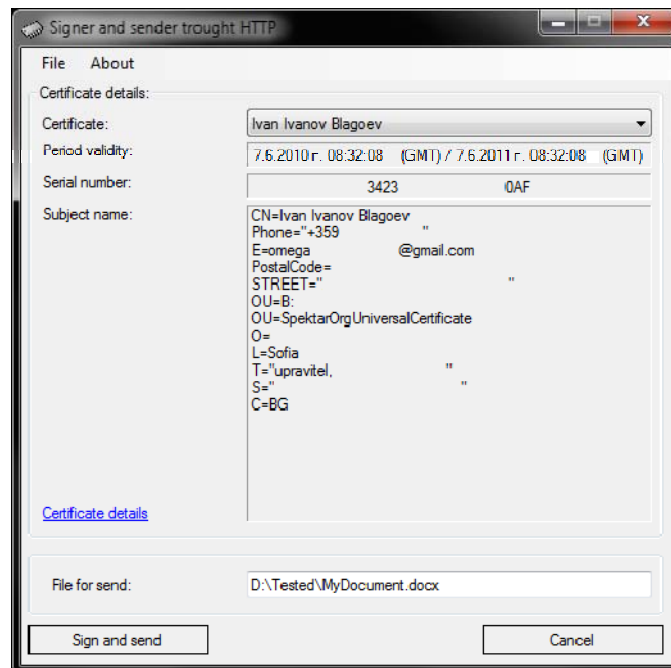 Signer and sender trought HTTP
File About
Certificate details:
Certificate: Ivan Ivanov Blagoev
Period validity: 7.6.2010 г. 08:32:08 (GMT) / 7.6.2011 г. 08:32:08 (GMT)
Serial number: 3423 0AF
Subject name: CN=Ivan Ivanov Blagoev
Phone="+359 "
E=omega @gmail.com
PostalCode=
STREET=" "
OU=B:
OU=SpektarOrgUniversalCertificate
O=
L=Sofia
T="upravitel, "
S=" "
C=BG
Certificate details
File for send: D:\Tested\MyDocument.docx
Sign and send Cancel